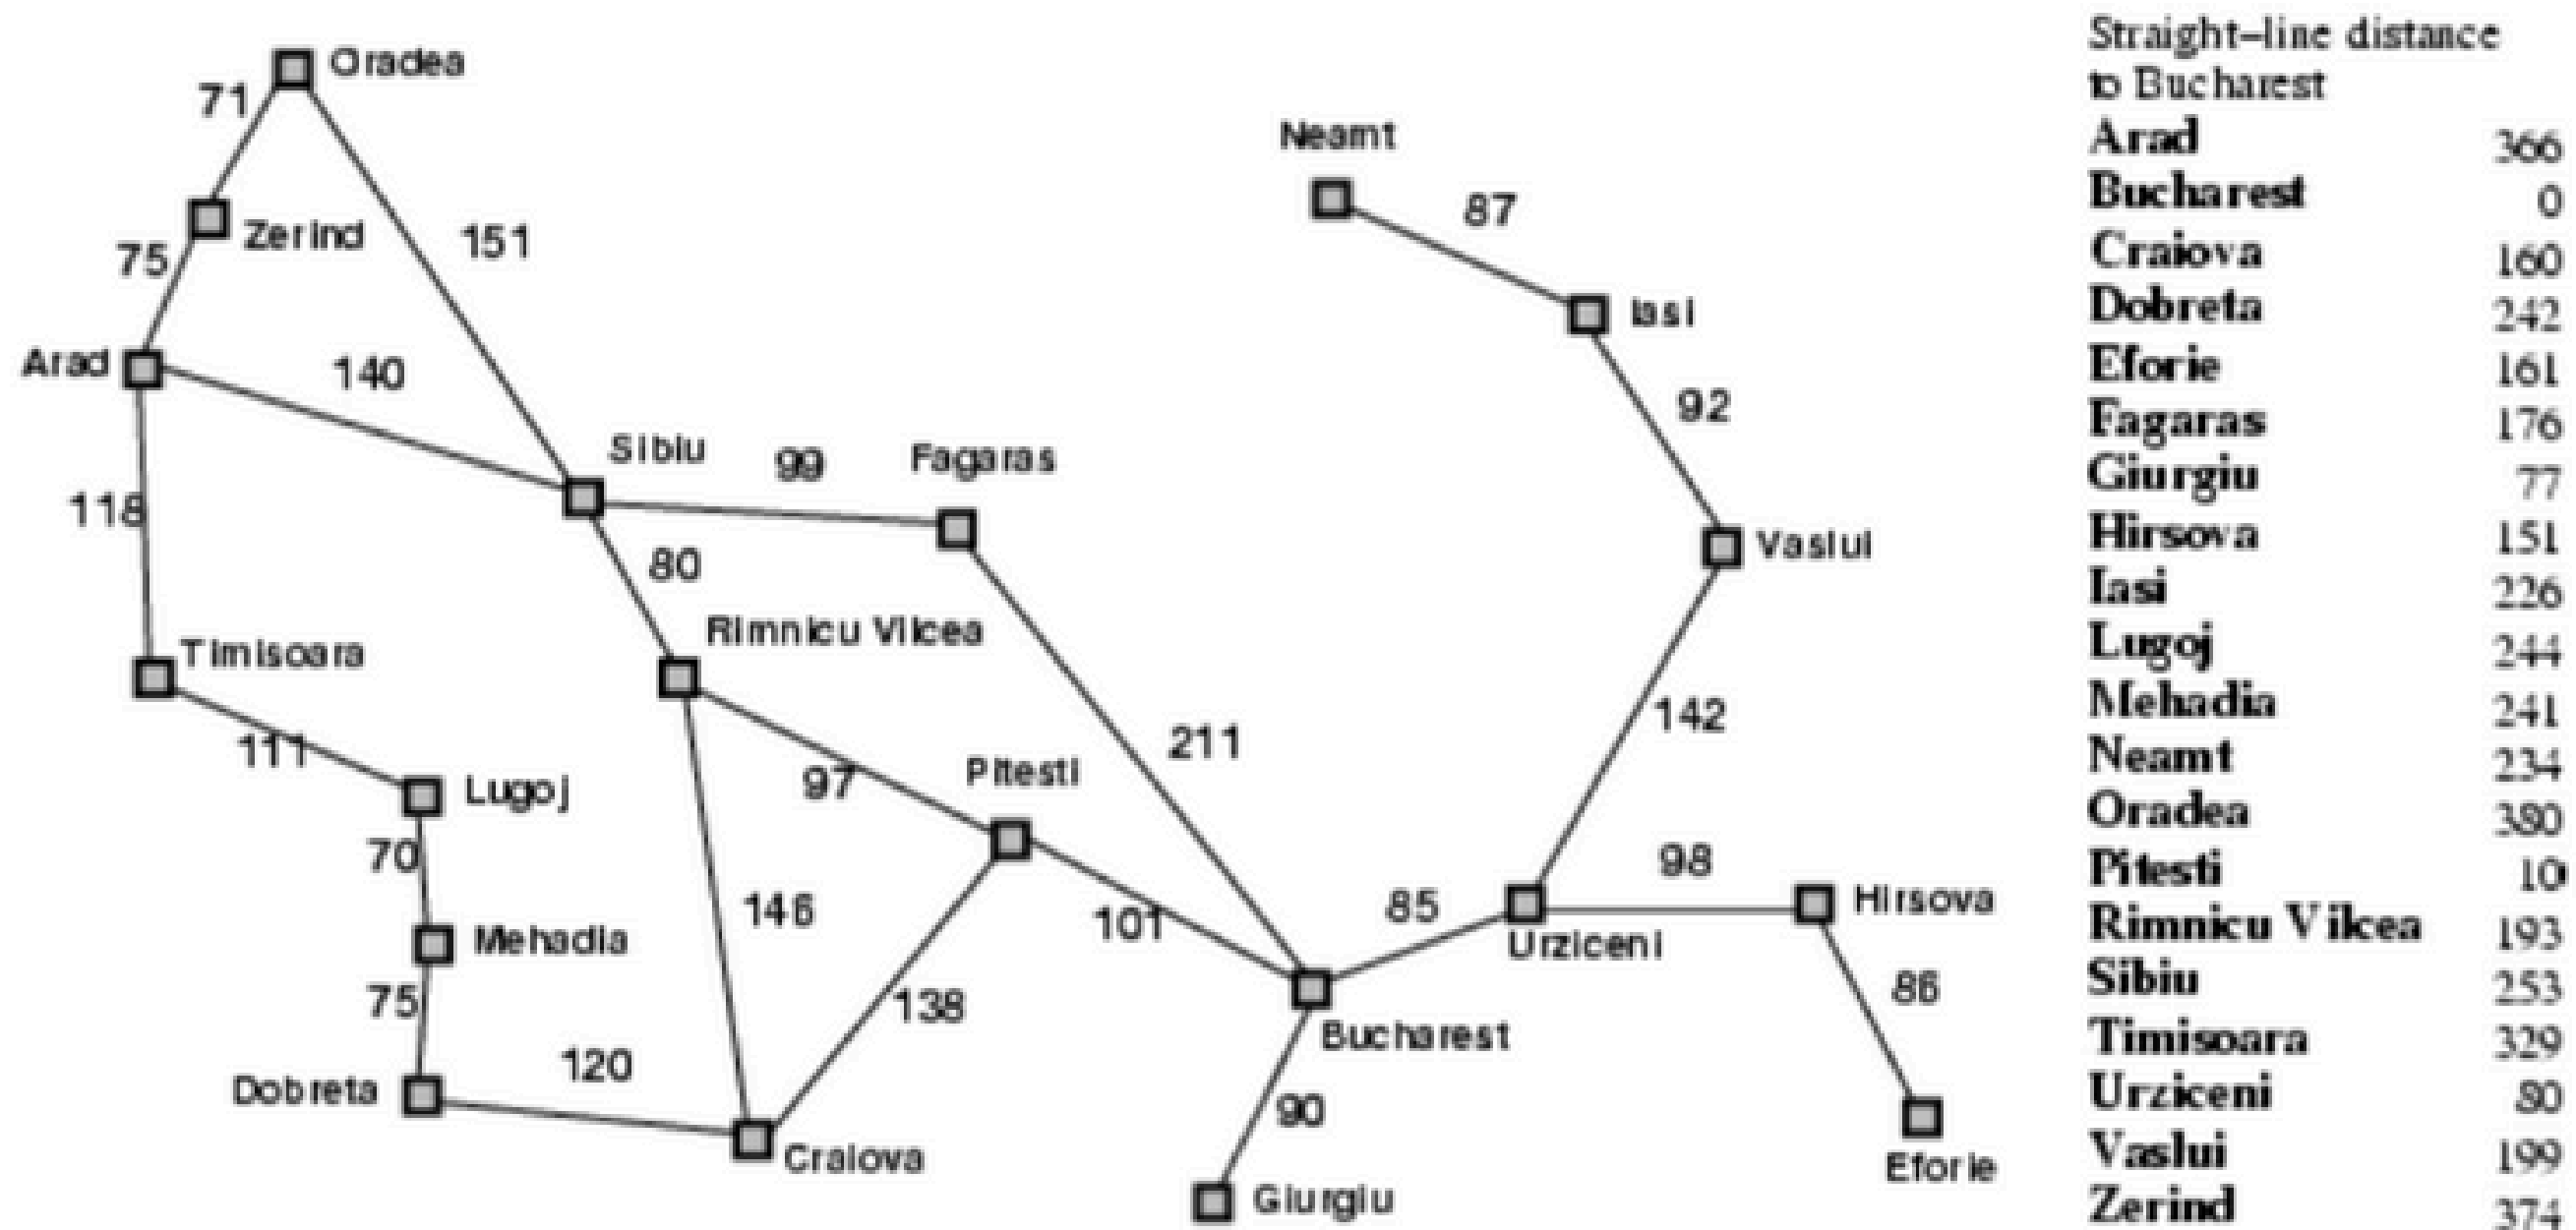 Oradea
71
Neamt
87
Zerind
151
75
Iasi
Arad
140
92
Sibiu
99
Fagaras
118
80
Vaslui
Rimnicu Vilcea
Timisoara
142
111
211
Pitesti
97
Lugoj
70
98
146
85
Hirsova
101
Mehadia
Urziceni
138
86
75
Bucharest
120
Dobreta
90
Craiova
Eforie
Giurgiu
Straight-line distance
to Bucharest
Arad 366
Bucharest 0
Craiova 160
Dobreta 242
Eforie 161
Fagaras 176
Giurgiu 77
Hirsova 151
Iasi 226
Lugoj 244
Mehadia 241
Neamt 234
Oradea 380
Pitesti 10
Rimnicu Vilcea 193
Sibiu 253
Timisoara 329
Urziceni 80
Vaslui 199
Zerind 374